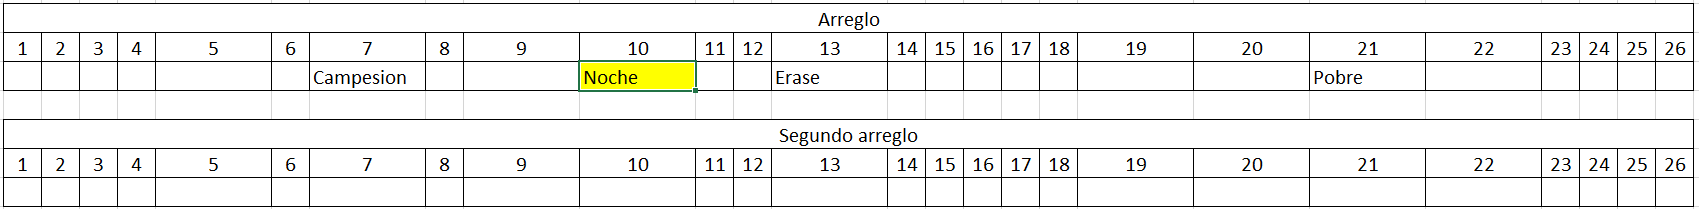 Arreglo
1 2 3 4 5 6 7 8 9 10 11 12 13 14 15 16 17 18 19 20 21 22 23 24 25 26
Campesion Noche Erase Pobre
Segundo arreglo
1 2 3 4 5 6 7 8 9 10 11 12 13 14 15 16 17 18 19 20 21 22 23 24 25 26